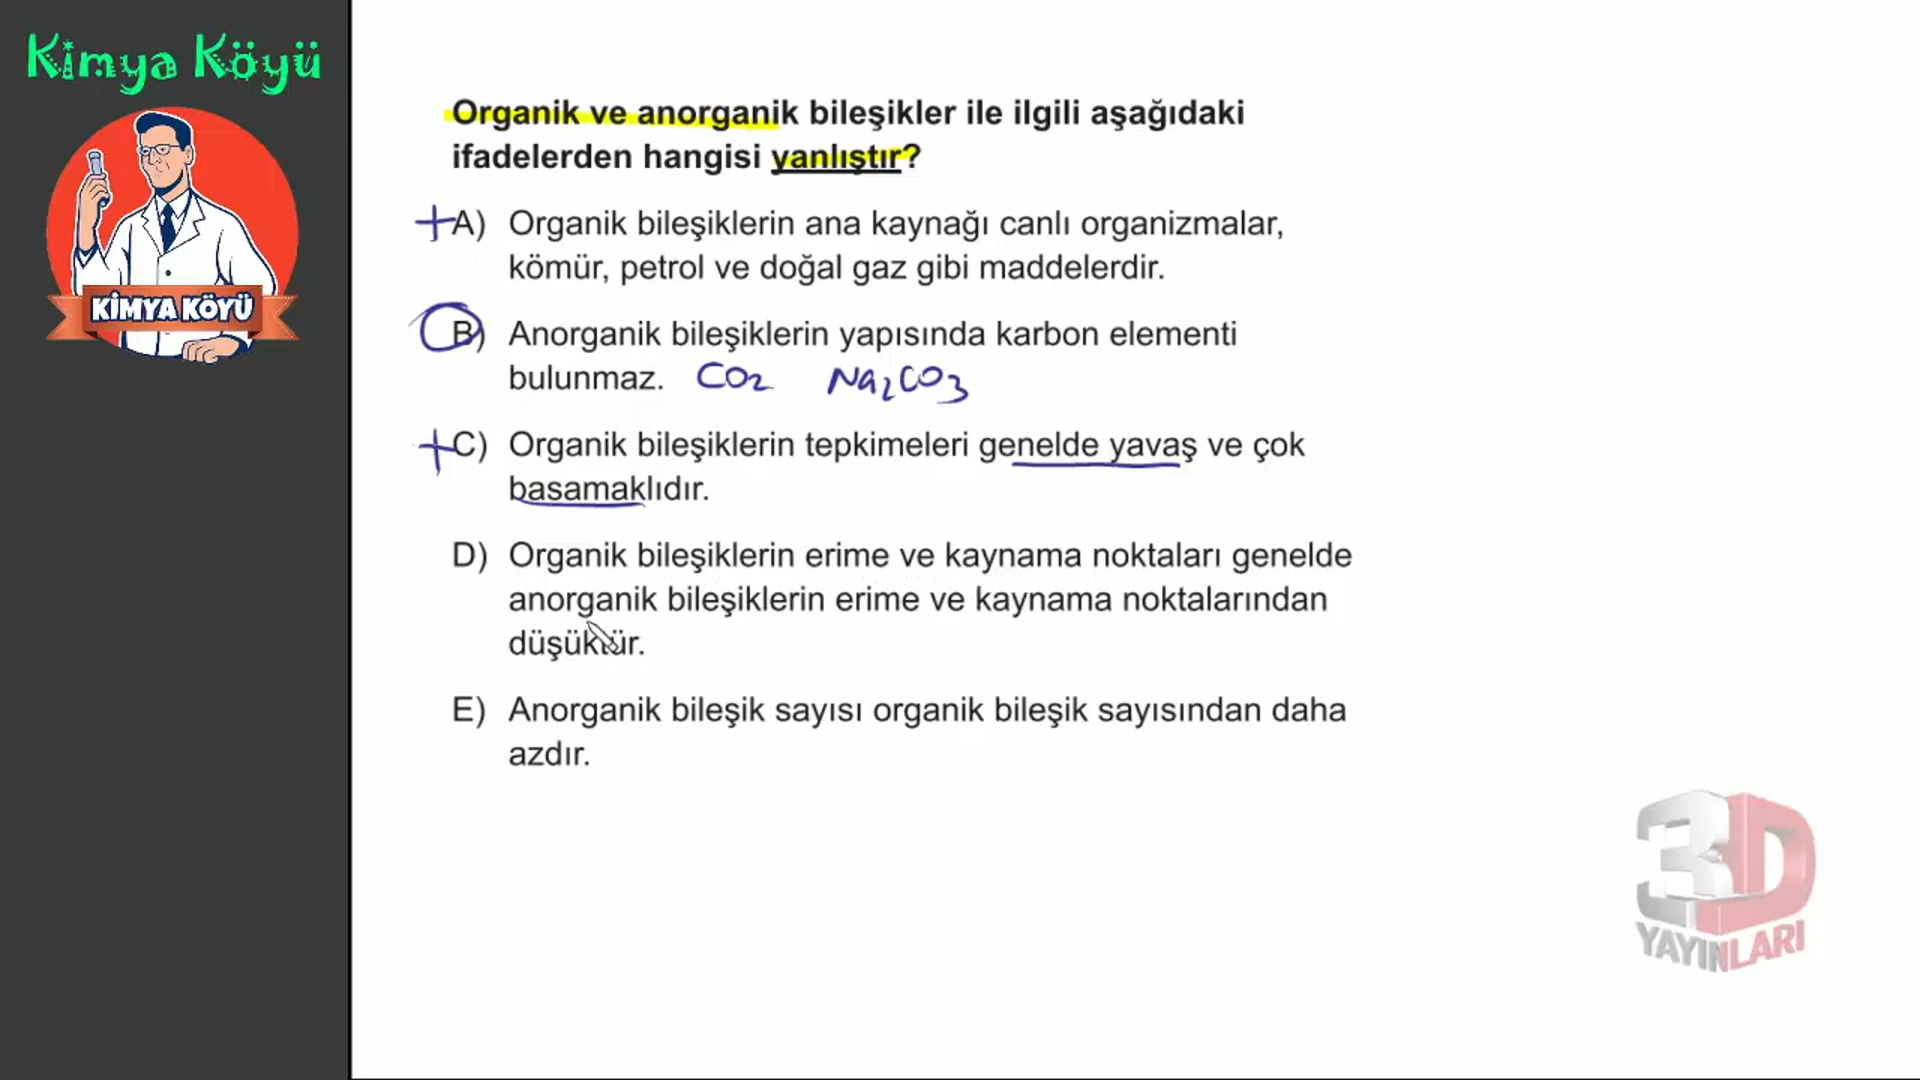 Kimya Köyü
KİMYA KÖYÜ
Organik ve anorganik bileşikler ile ilgili aşağıdaki
ifadelerden hangisi yanlıştır?
+A) Organik bileşiklerin ana kaynağı canlı organizmalar,
kömür, petrol ve doğal gaz gibi maddelerdir.
B) Anorganik bileşiklerin yapısında karbon elementi
bulunmaz. CO2 Na2CO3
+C) Organik bileşiklerin tepkimeleri genelde yavaş ve çok
basamaklıdır.
D) Organik bileşiklerin erime ve kaynama noktaları genelde
anorganik bileşiklerin erime ve kaynama noktalarından
düşüktür.
E) Anorganik bileşik sayısı organik bileşik sayısından daha
azdır.
3D
YAYINLARI